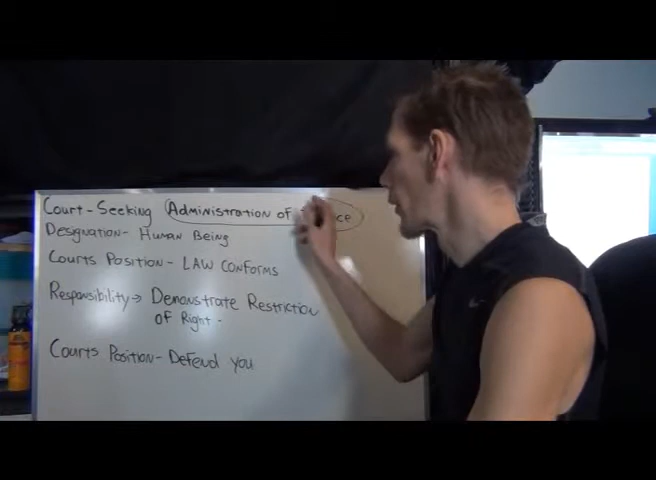 Court - Seeking Administration of
Designation - Human Being
Courts Position - LAW Conforms
Responsibility → Demonstrate Restriction
of Right -
Courts Position - Defend you